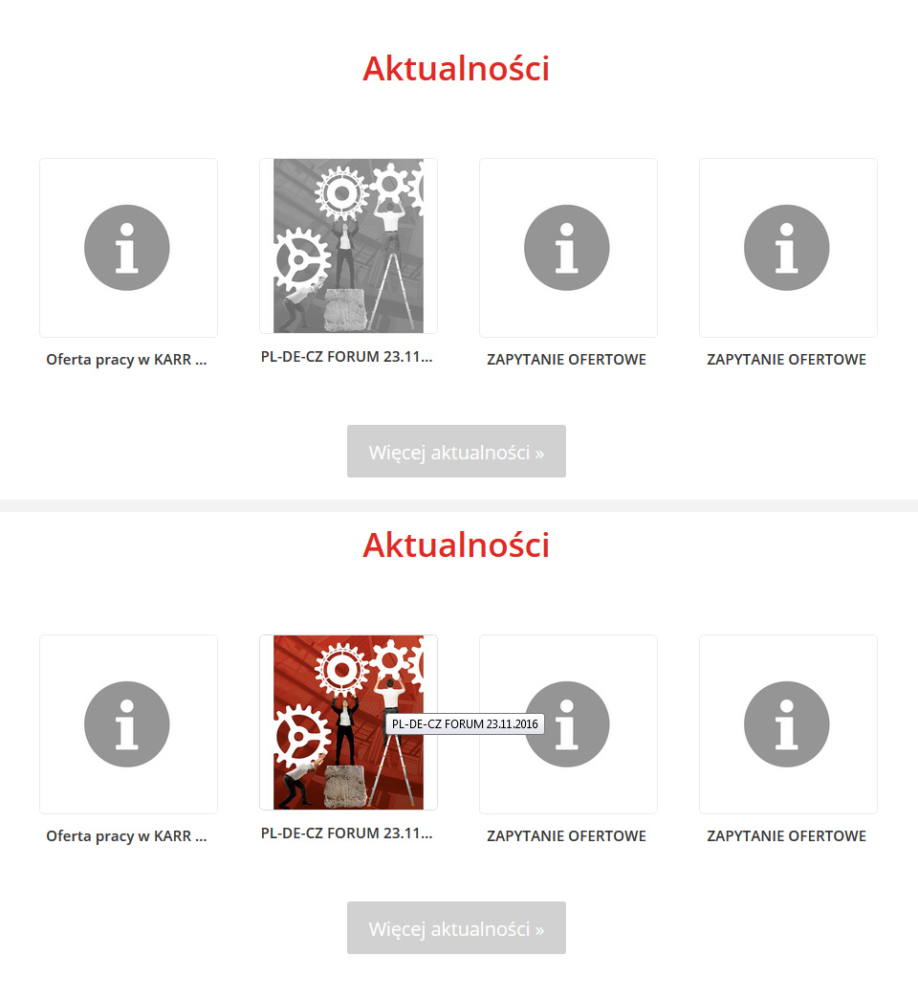 Aktualności
Oferta pracy w KARR ...
PL-DE-CZ FORUM 23.11...
ZAPYTANIE OFERTOWE
ZAPYTANIE OFERTOWE
Więcej aktualności »
Aktualności
PL-DE-CZ FORUM 23.11.2016
Oferta pracy w KARR ...
PL-DE-CZ FORUM 23.11...
ZAPYTANIE OFERTOWE
ZAPYTANIE OFERTOWE
Więcej aktualności »